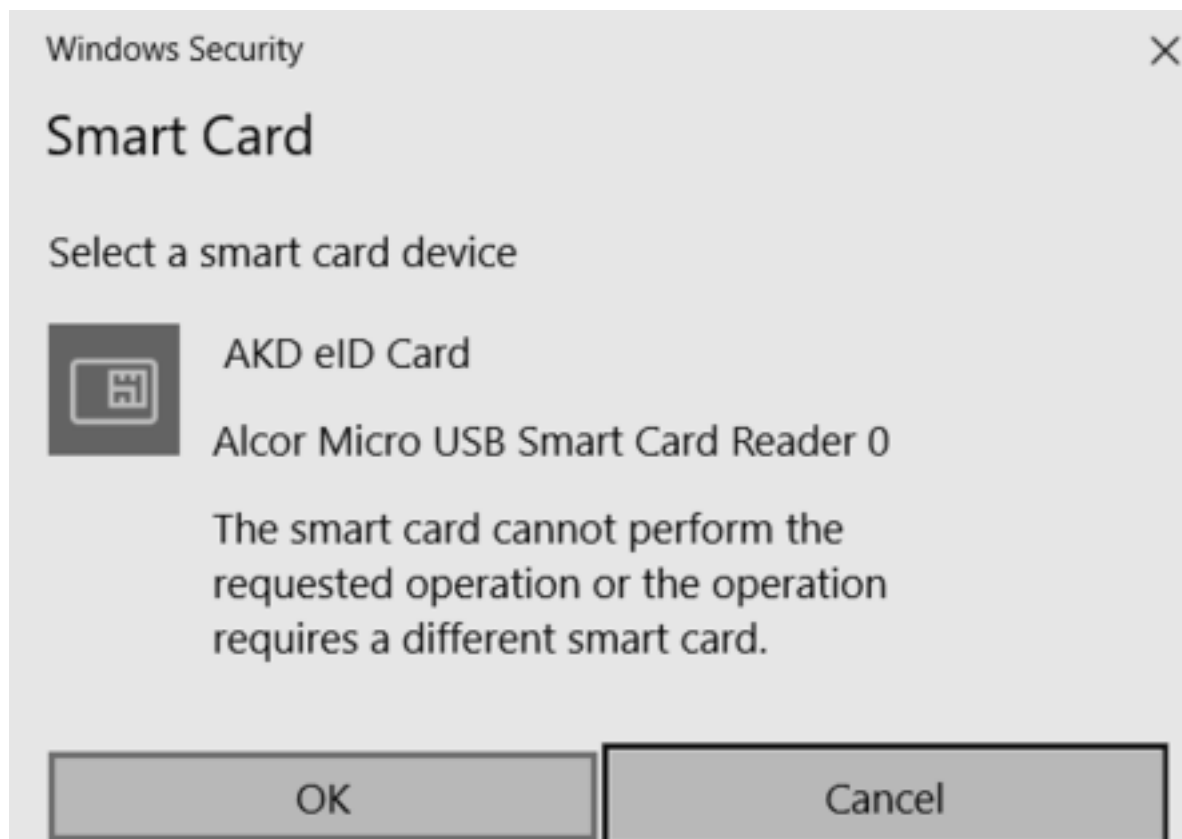 Windows Security
Smart Card
Select a smart card device
AKD eID Card
Alcor Micro USB Smart Card Reader 0
The smart card cannot perform the
requested operation or the operation
requires a different smart card.
OK
Cancel